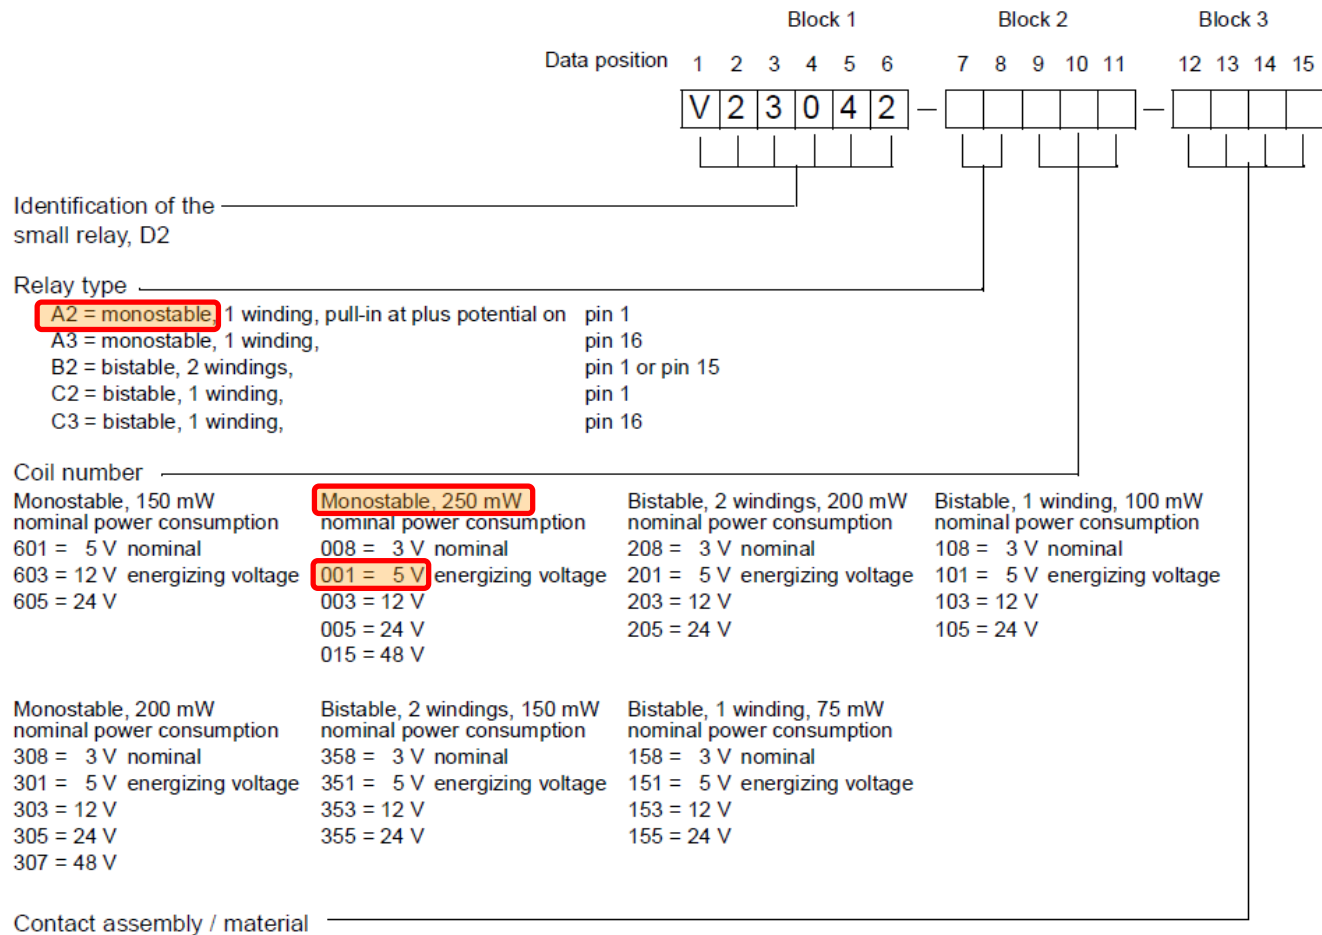 Block 1 Block 2 Block 3
Data position 1 2 3 4 5 6 7 8 9 10 11 12 13 14 15
V 2 3 0 4 2 — —
Identification of the
small relay, D2
Relay type
A2 = monostable, 1 winding, pull-in at plus potential on pin 1
A3 = monostable, 1 winding, pin 16
B2 = bistable, 2 windings, pin 1 or pin 15
C2 = bistable, 1 winding, pin 1
C3 = bistable, 1 winding, pin 16
Coil number
Monostable, 150 mW Monostable, 250 mW Bistable, 2 windings, 200 mW Bistable, 1 winding, 100 mW
nominal power consumption nominal power consumption nominal power consumption nominal power consumption
601 = 5 V nominal 008 = 3 V nominal 208 = 3 V nominal 108 = 3 V nominal
603 = 12 V energizing voltage 001 = 5 V energizing voltage 201 = 5 V energizing voltage 101 = 5 V energizing voltage
605 = 24 V 003 = 12 V 203 = 12 V 103 = 12 V
005 = 24 V 205 = 24 V 105 = 24 V
015 = 48 V
Monostable, 200 mW Bistable, 2 windings, 150 mW Bistable, 1 winding, 75 mW
nominal power consumption nominal power consumption nominal power consumption
308 = 3 V nominal 358 = 3 V nominal 158 = 3 V nominal
301 = 5 V energizing voltage 351 = 5 V energizing voltage 151 = 5 V energizing voltage
303 = 12 V 353 = 12 V 153 = 12 V
305 = 24 V 355 = 24 V 155 = 24 V
307 = 48 V
Contact assembly / material